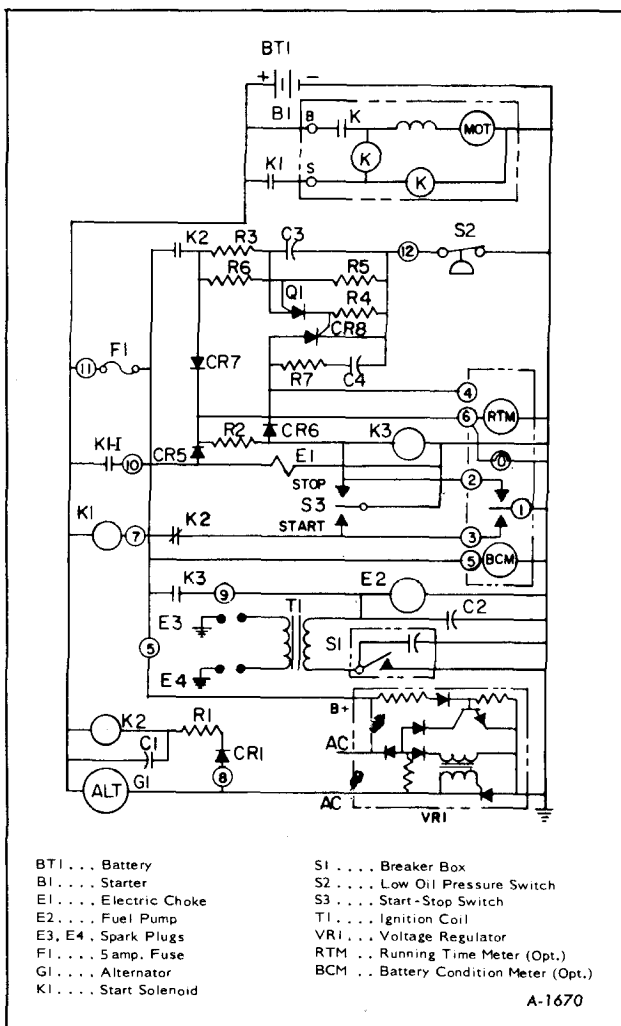 BT1
+ -
B1 B K MOT
K
K1 S K
K2 R3 C3 12 S2
R6 R5
Q1 R4
CR8
11 F1 CR7
R7 C4
4
6 RTM
R2 CR6 K3
K1-I 10 CR5 E1
STOP 2
S3 1
K1 7 K2 START 3
5 BCM
K3 9 E2
T1 C2
E3
S1
5
E4
B+
K2 R1
AC
C1 CR1
8
ALT G1 AC
VR1
BT1 . . . Battery
B1 . . . . Starter
E1 . . . . Electric Choke
E2 . . . . Fuel Pump
E3, E4 . Spark Plugs
F1 . . . . 5 amp. Fuse
G1 . . . . Alternator
K1 . . . . Start Solenoid
S1 . . . . Breaker Box
S2 . . . . Low Oil Pressure Switch
S3 . . . . Start-Stop Switch
T1 . . . . Ignition Coil
VR1 . . . Voltage Regulator
RTM . . Running Time Meter (Opt.)
BCM . . Battery Condition Meter (Opt.)
A-1670